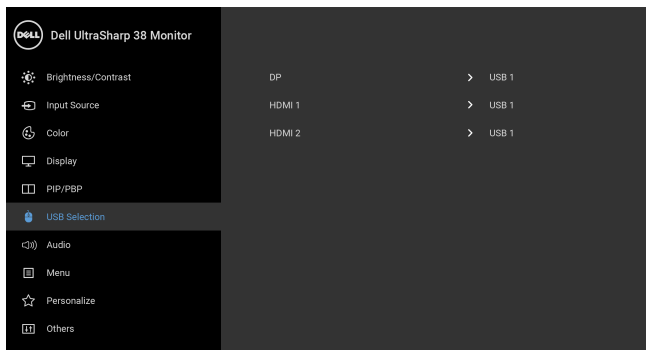 DELL Dell UltraSharp 38 Monitor
Brightness/Contrast
DP USB 1
Input Source
HDMI 1 USB 1
Color
HDMI 2 USB 1
Display
PIP/PBP
USB Selection
Audio
Menu
Personalize
Others